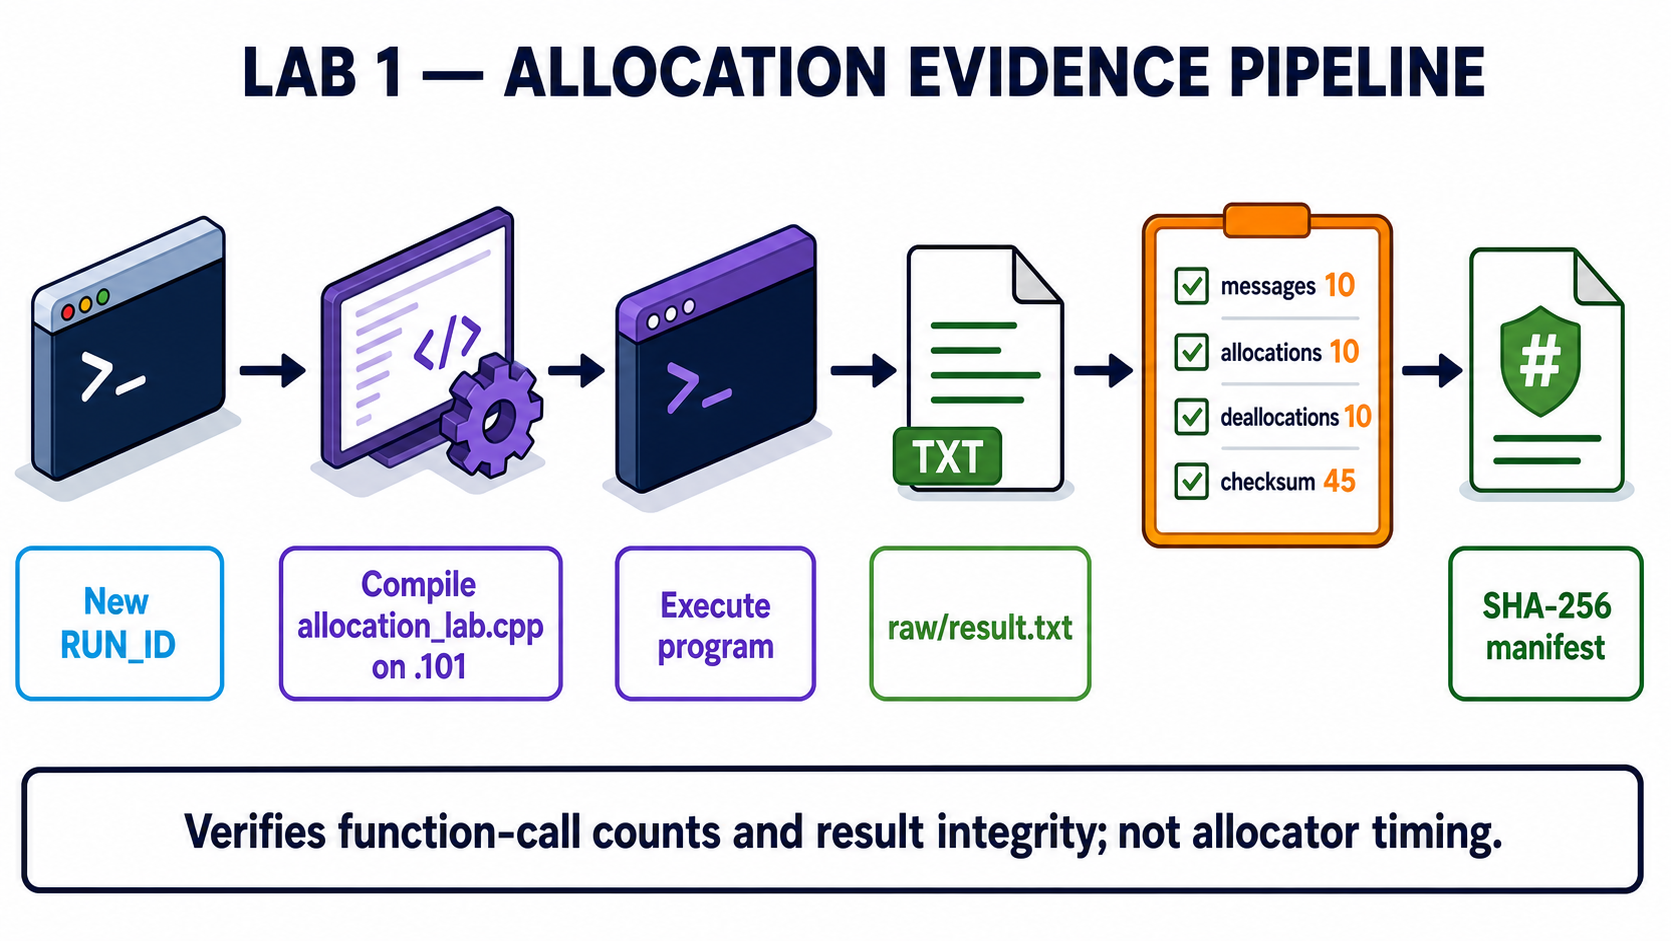 LAB 1 — ALLOCATION EVIDENCE PIPELINE
>_
</>
>_
TXT
messages 10
allocations 10
deallocations 10
checksum 45
#
New
RUN_ID
Compile
allocation_lab.cpp
on .101
Execute
program
raw/result.txt
SHA-256
manifest
Verifies function-call counts and result integrity; not allocator timing.